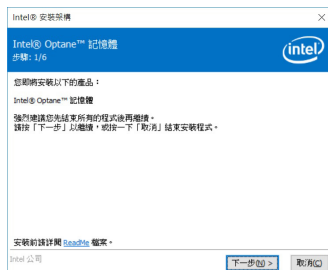 Intel® 安裝架構
Intel® Optane™ 記憶體
步驟: 1/6
intel
您即將安裝以下的產品：
Intel® Optane™ 記憶體
強烈建議您先結束所有的程式後再繼續。
請按「下一步」以繼續，或按一下「取消」結束安裝程式。
安裝前請詳閱 ReadMe 檔案。
Intel 公司
下一步(N) >
取消(C)